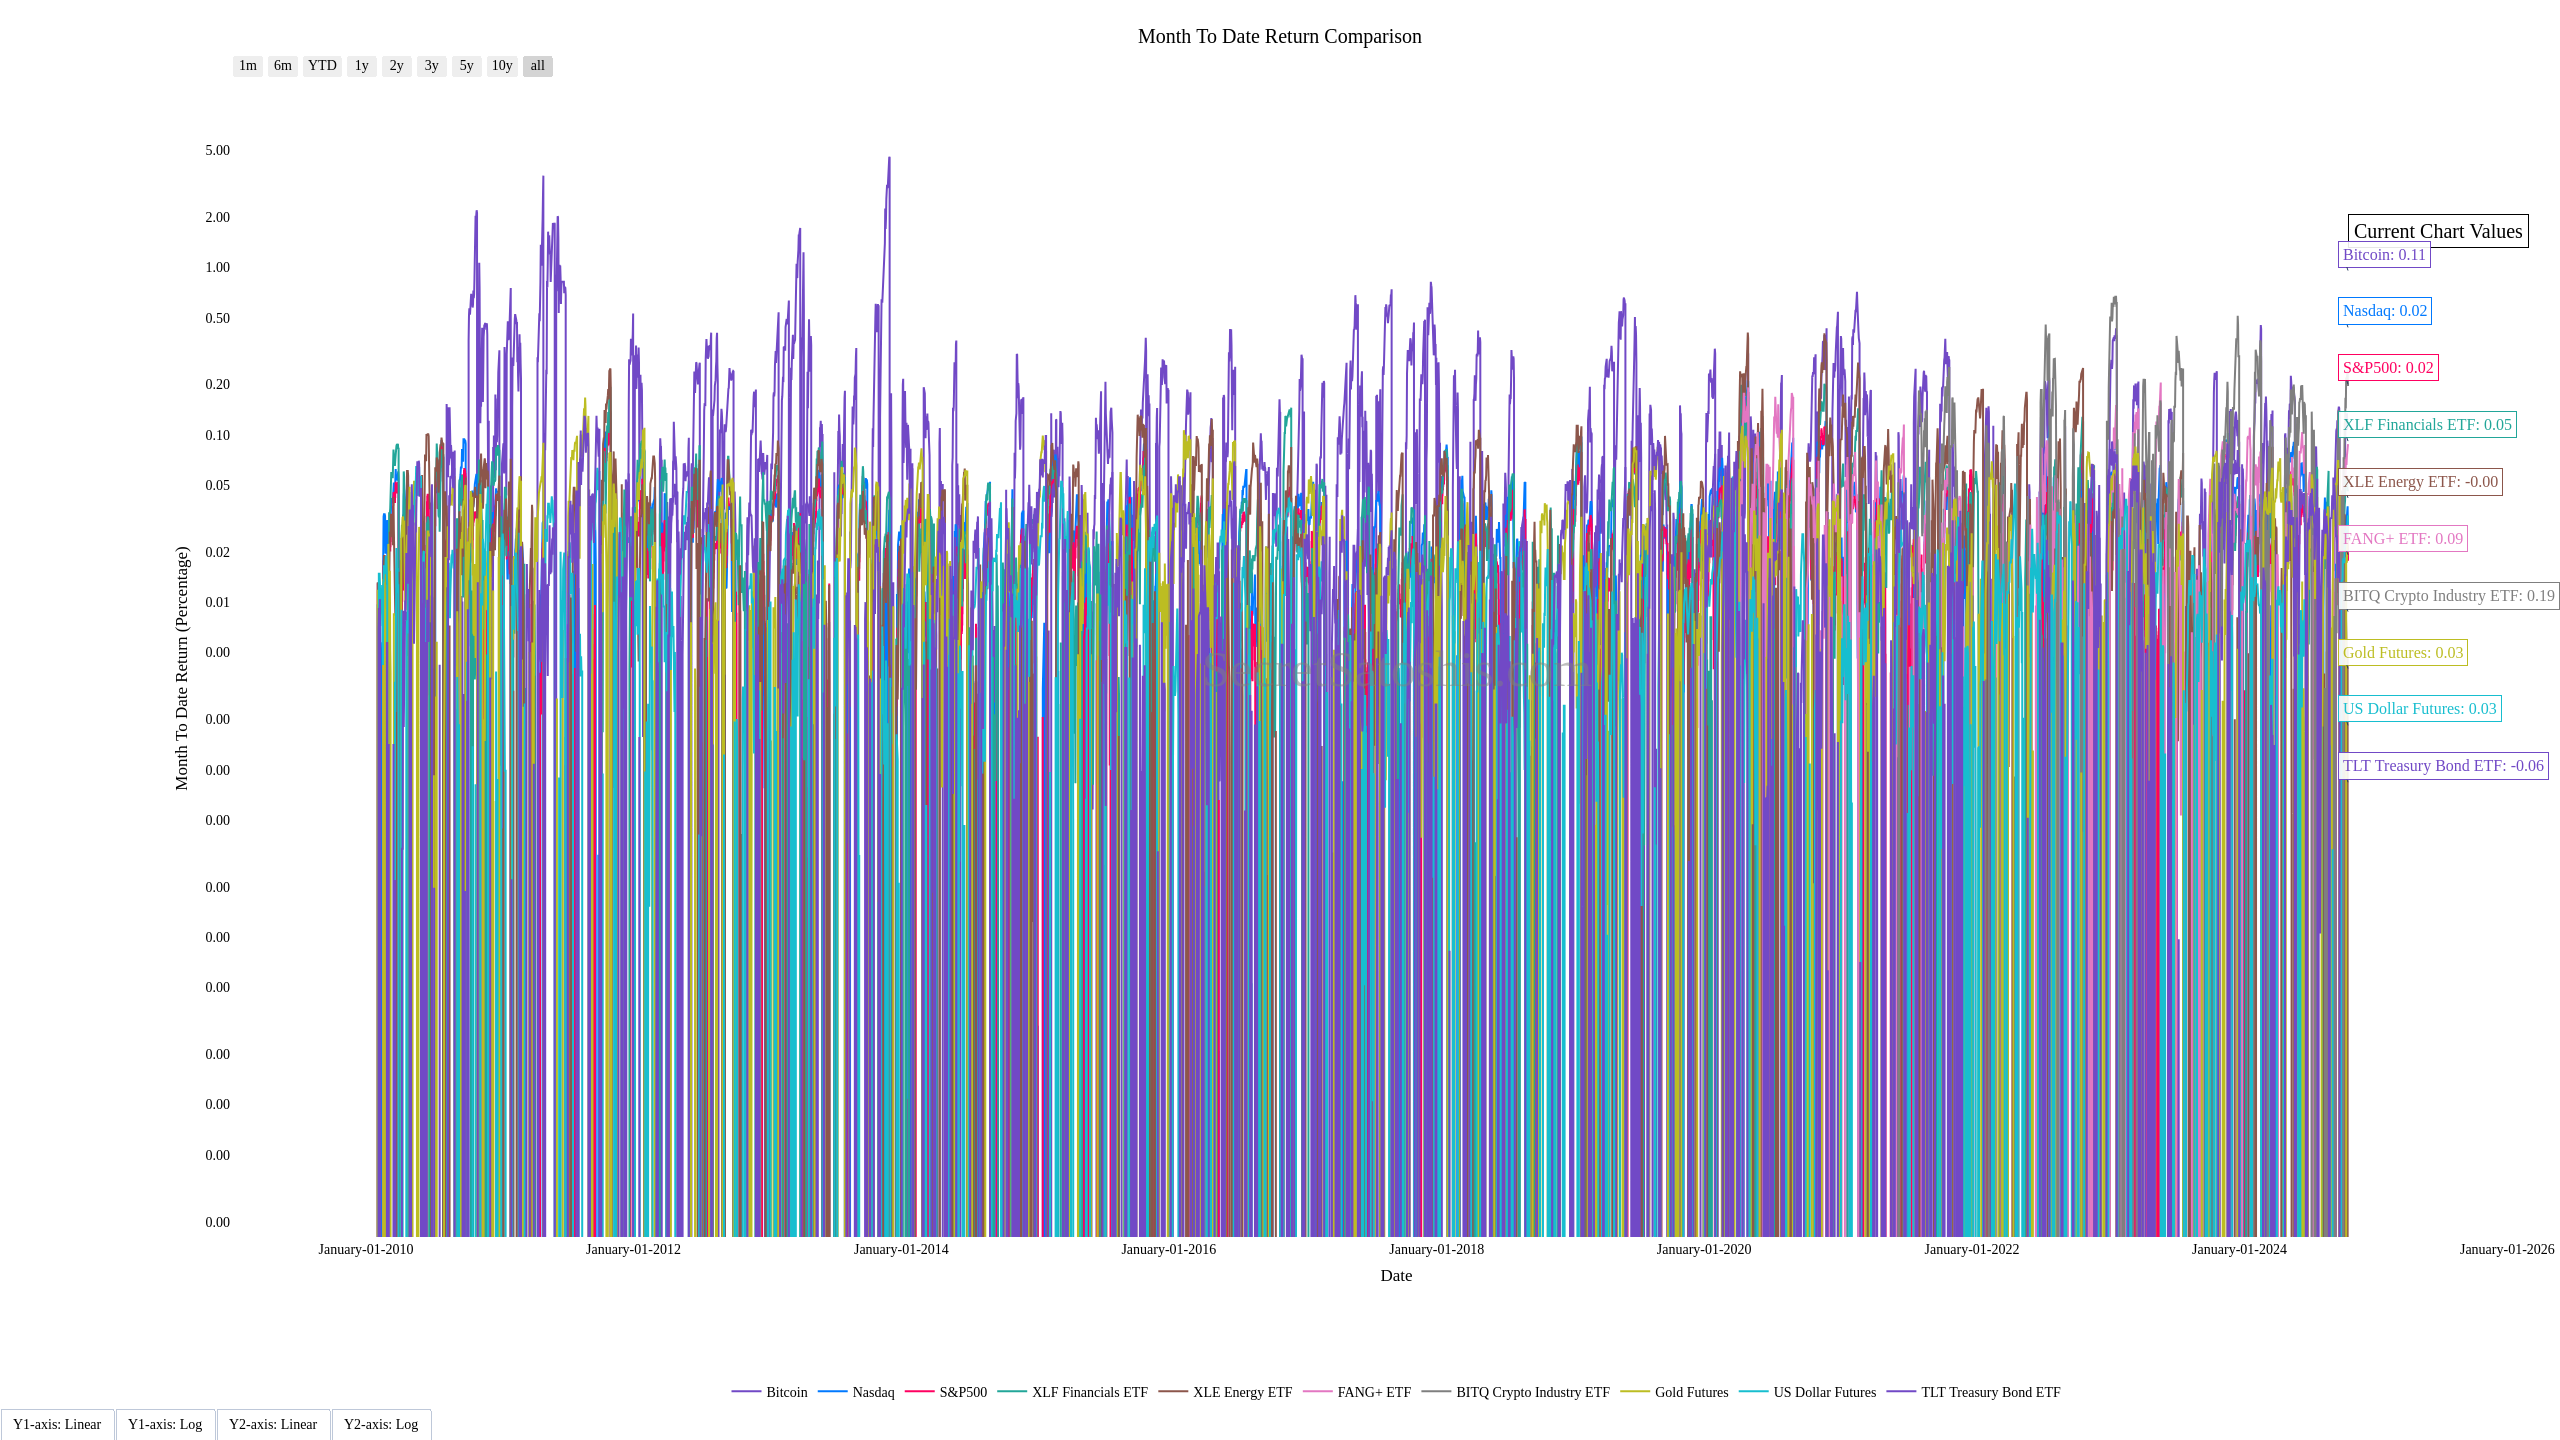 Month To Date Return Comparison
1m 6m YTD 1y 2y 3y 5y 10y all
5.00
2.00
1.00
0.50
0.20
0.10
0.05
0.02
0.01
0.00
0.00
0.00
0.00
0.00
0.00
0.00
0.00
0.00
0.00
0.00
Month To Date Return (Percentage)
Current Chart Values
Bitcoin: 0.11
Nasdaq: 0.02
S&P500: 0.02
XLF Financials ETF: 0.05
XLE Energy ETF: -0.00
FANG+ ETF: 0.09
BITQ Crypto Industry ETF: 0.19
Gold Futures: 0.03
US Dollar Futures: 0.03
TLT Treasury Bond ETF: -0.06
January-01-2010 January-01-2012 January-01-2014 January-01-2016 January-01-2018 January-01-2020 January-01-2022 January-01-2024 January-01-2026
Date
Bitcoin Nasdaq S&P500 XLF Financials ETF XLE Energy ETF FANG+ ETF BITQ Crypto Industry ETF Gold Futures US Dollar Futures TLT Treasury Bond ETF
Y1-axis: Linear Y1-axis: Log Y2-axis: Linear Y2-axis: Log